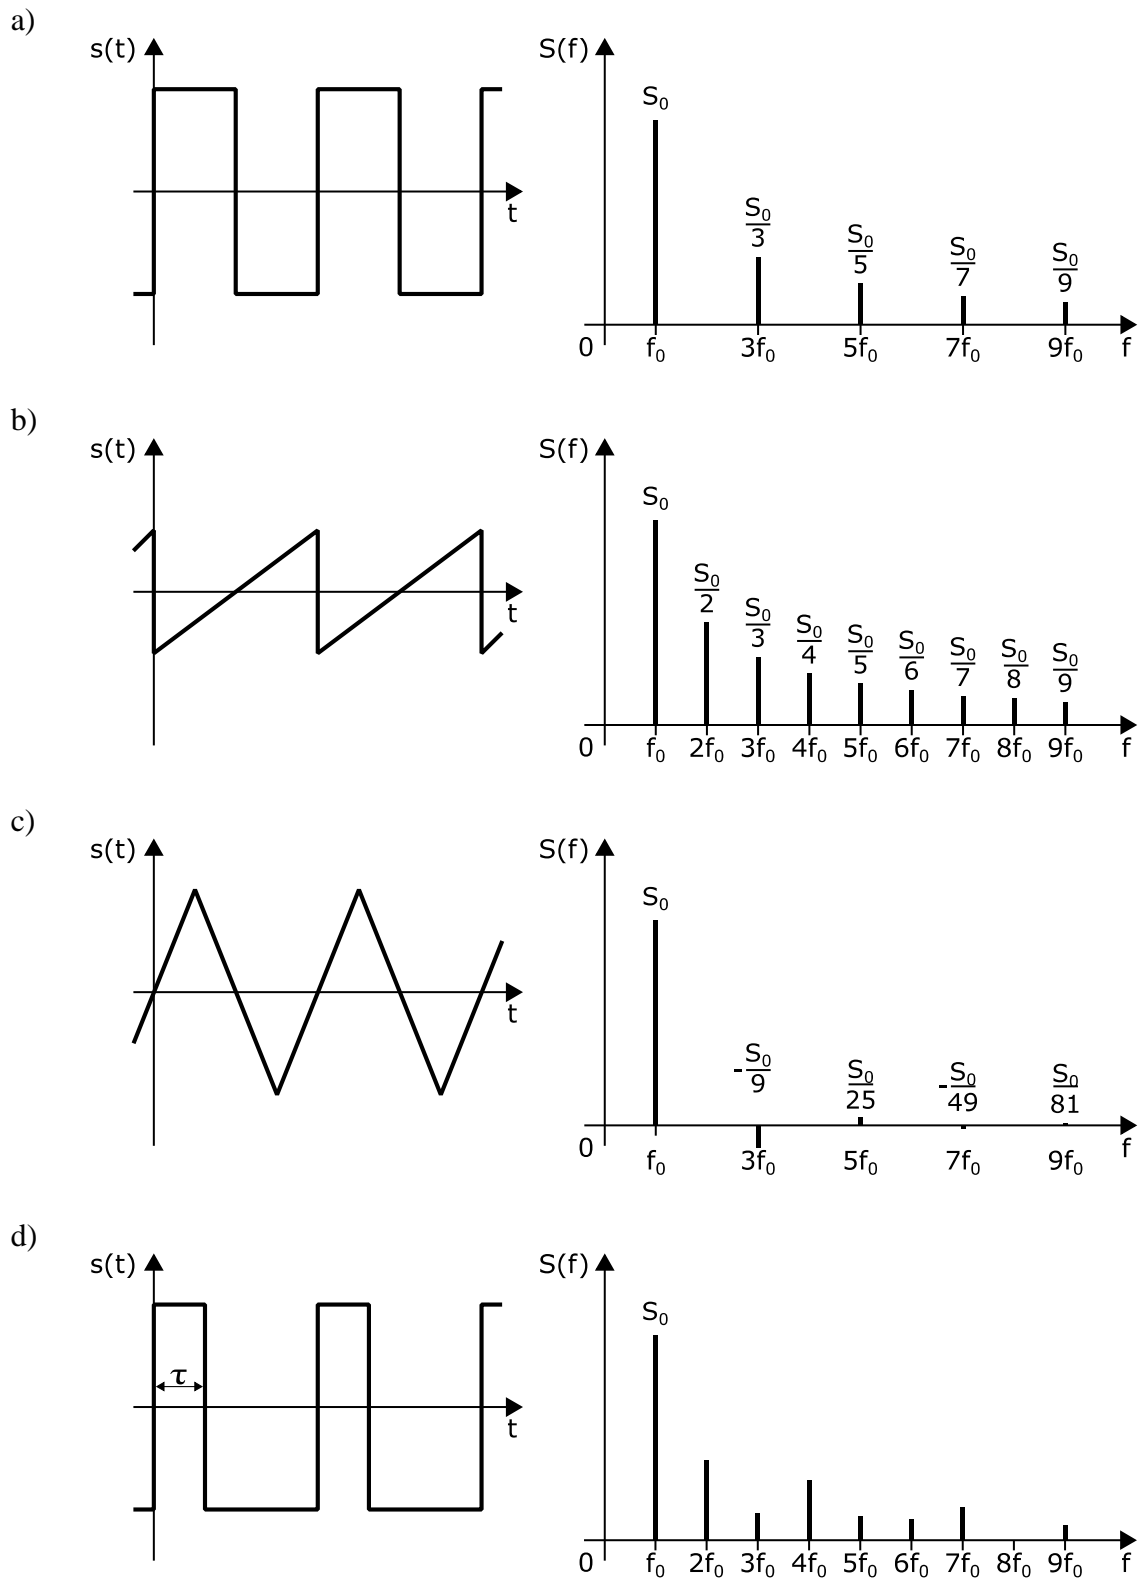 a)
s(t)
t
S(f)
S₀
S₀/3
S₀/5
S₀/7
S₀/9
0 f₀ 3f₀ 5f₀ 7f₀ 9f₀ f
b)
s(t)
t
S(f)
S₀
S₀/2
S₀/3
S₀/4
S₀/5
S₀/6
S₀/7
S₀/8
S₀/9
0 f₀ 2f₀ 3f₀ 4f₀ 5f₀ 6f₀ 7f₀ 8f₀ 9f₀ f
c)
s(t)
t
S(f)
S₀
-S₀/9
S₀/25
-S₀/49
S₀/81
0 f₀ 3f₀ 5f₀ 7f₀ 9f₀ f
d)
s(t)
τ
t
S(f)
S₀
0 f₀ 2f₀ 3f₀ 4f₀ 5f₀ 6f₀ 7f₀ 8f₀ 9f₀ f